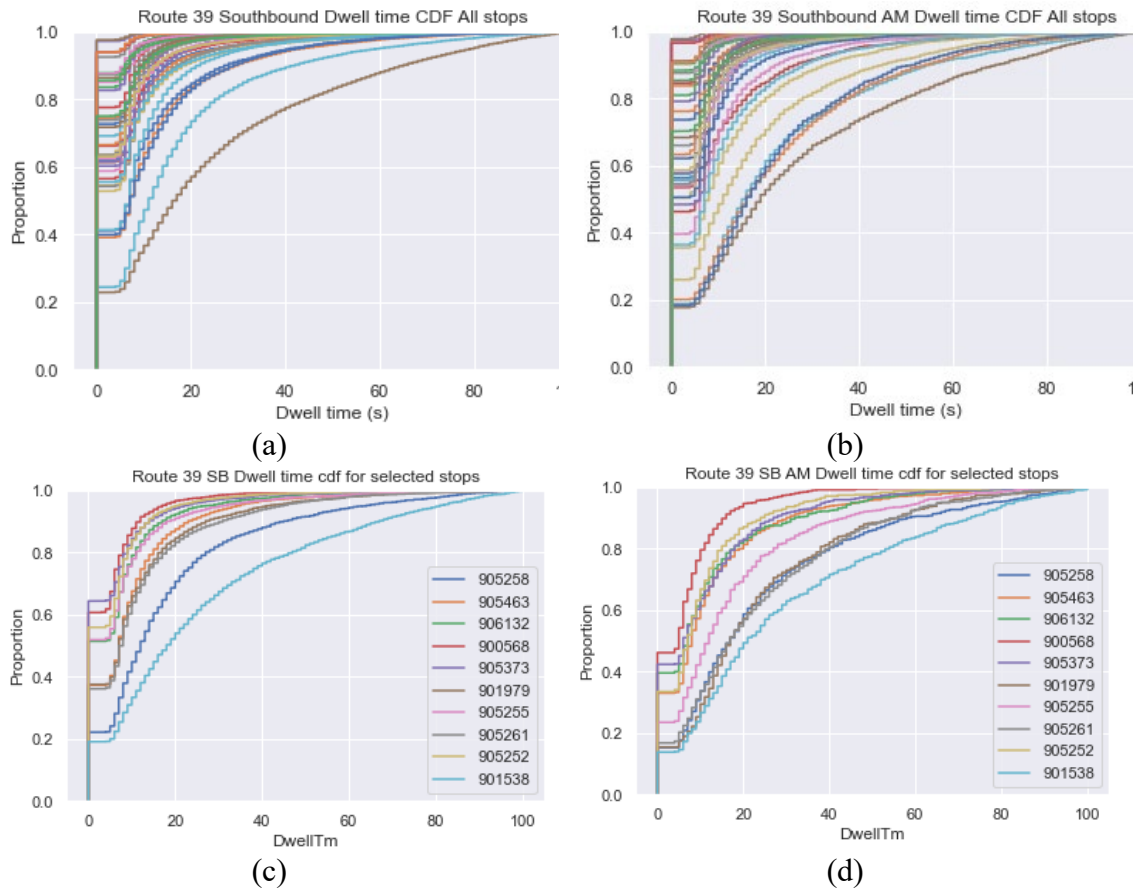 Route 39 Southbound Dwell time CDF All stops
1.0
0.8
0.6
0.4
0.2
0.0
Proportion
0 20 40 60 80 1
Dwell time (s)
(a)
Route 39 Southbound AM Dwell time CDF All stops
1.0
0.8
0.6
0.4
0.2
0.0
Proportion
0 20 40 60 80 1
Dwell time (s)
(b)
Route 39 SB Dwell time cdf for selected stops
1.0
0.8
0.6
0.4
0.2
0.0
Proportion
905258
905463
906132
900568
905373
901979
905255
905261
905252
901538
0 20 40 60 80 100
DwellTm
(c)
Route 39 SB AM Dwell time cdf for selected stops
1.0
0.8
0.6
0.4
0.2
0.0
Proportion
905258
905463
906132
900568
905373
901979
905255
905261
905252
901538
0 20 40 60 80 100
DwellTm
(d)